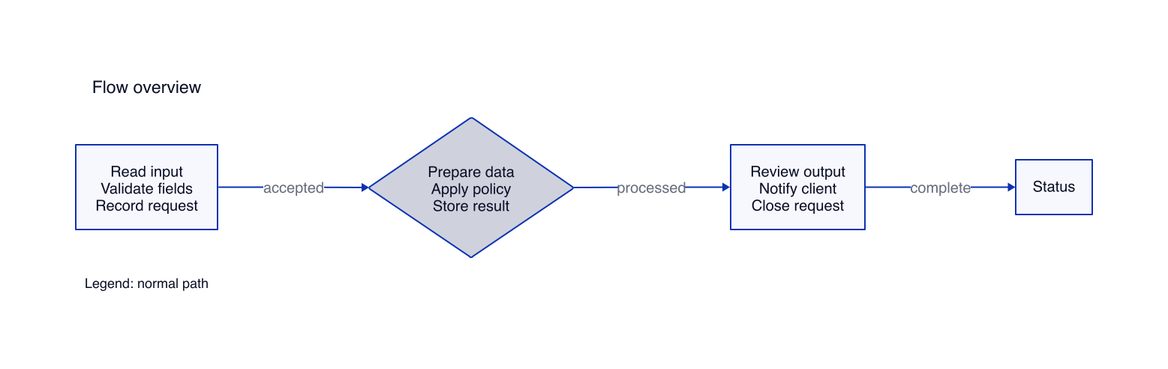 Flow overview
Read input
Validate fields
Record request
accepted
Prepare data
Apply policy
Store result
processed
Review output
Notify client
Close request
complete
Status
Legend: normal path